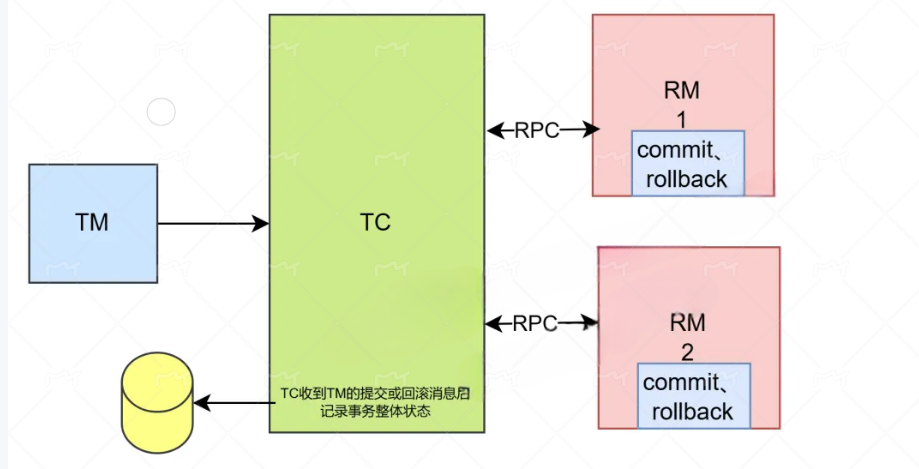 TM
TC
TC收到TM的提交或回滚消息后
记录事务整体状态
RPC
RM
1
commit、
rollback
RPC
RM
2
commit、
rollback